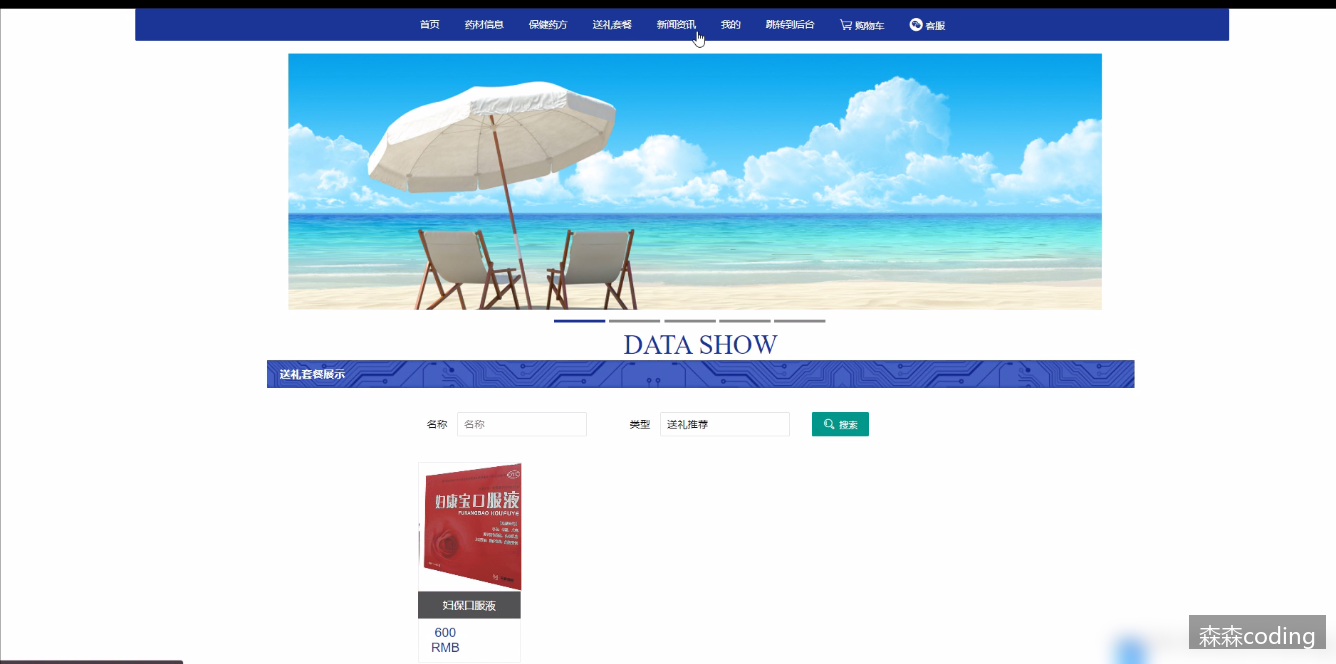 首页 药材信息 保健药方 送礼套餐 新闻资讯 我的 跳转到后台 购物车 客服
DATA SHOW
送礼套餐展示
名称 名称 类型 送礼推荐 搜索
妇康宝口服液
FUKANGBAO KOUFUYE
妇保口服液
600
RMB
森森coding